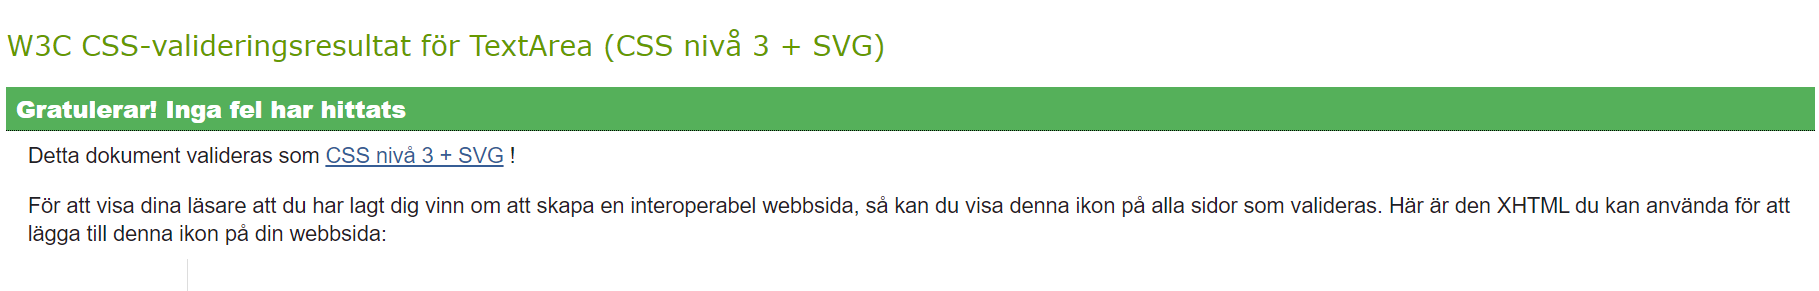 W3C CSS-valideringsresultat för TextArea (CSS nivå 3 + SVG)
Gratulerar! Inga fel har hittats
Detta dokument valideras som CSS nivå 3 + SVG !
För att visa dina läsare att du har lagt dig vinn om att skapa en interoperabel webbsida, så kan du visa denna ikon på alla sidor som valideras. Här är den XHTML du kan använda för att
lägga till denna ikon på din webbsida: